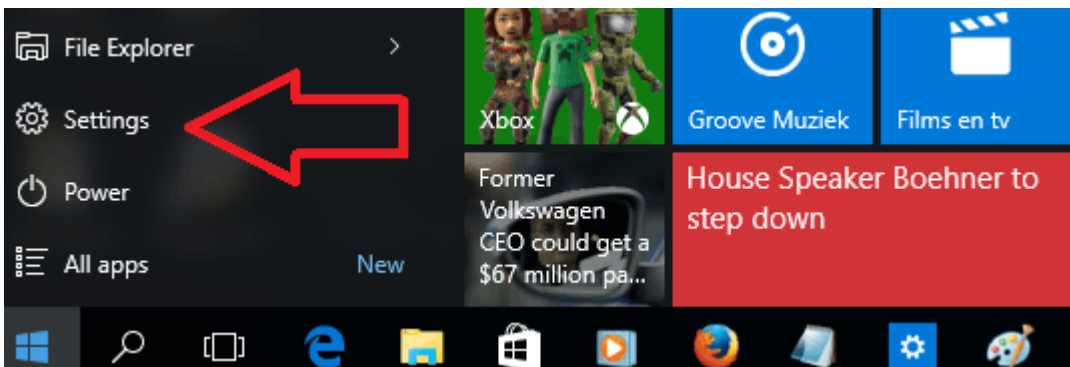 File Explorer
Settings
Power
All apps New
Xbox
Groove Muziek
Films en tv
Former
Volkswagen
CEO could get a
$67 million pa...
House Speaker Boehner to
step down